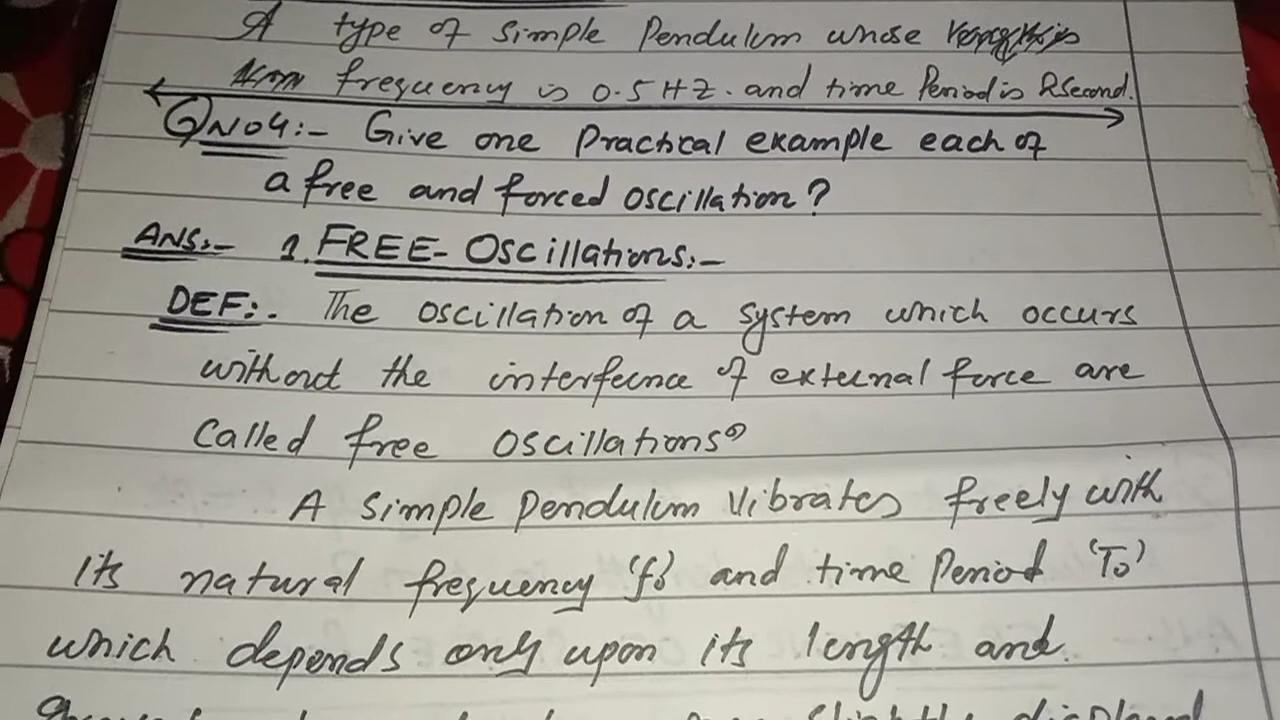 A type of simple Pendulum whose
frequency is 0.5 HZ. and time Period is 2Second.
QNO4:- Give one Practical example each of
a free and forced oscillation?
ANS:- 1. FREE- Oscillations:-
DEF:. The oscillation of a system which occurs
without the interfecnce of external force are
Called free oscillations.
A simple pendulum vibrates freely with
its natural frequency 'fo' and time Period 'To'
which depends only upon its length and.
slightly displaced